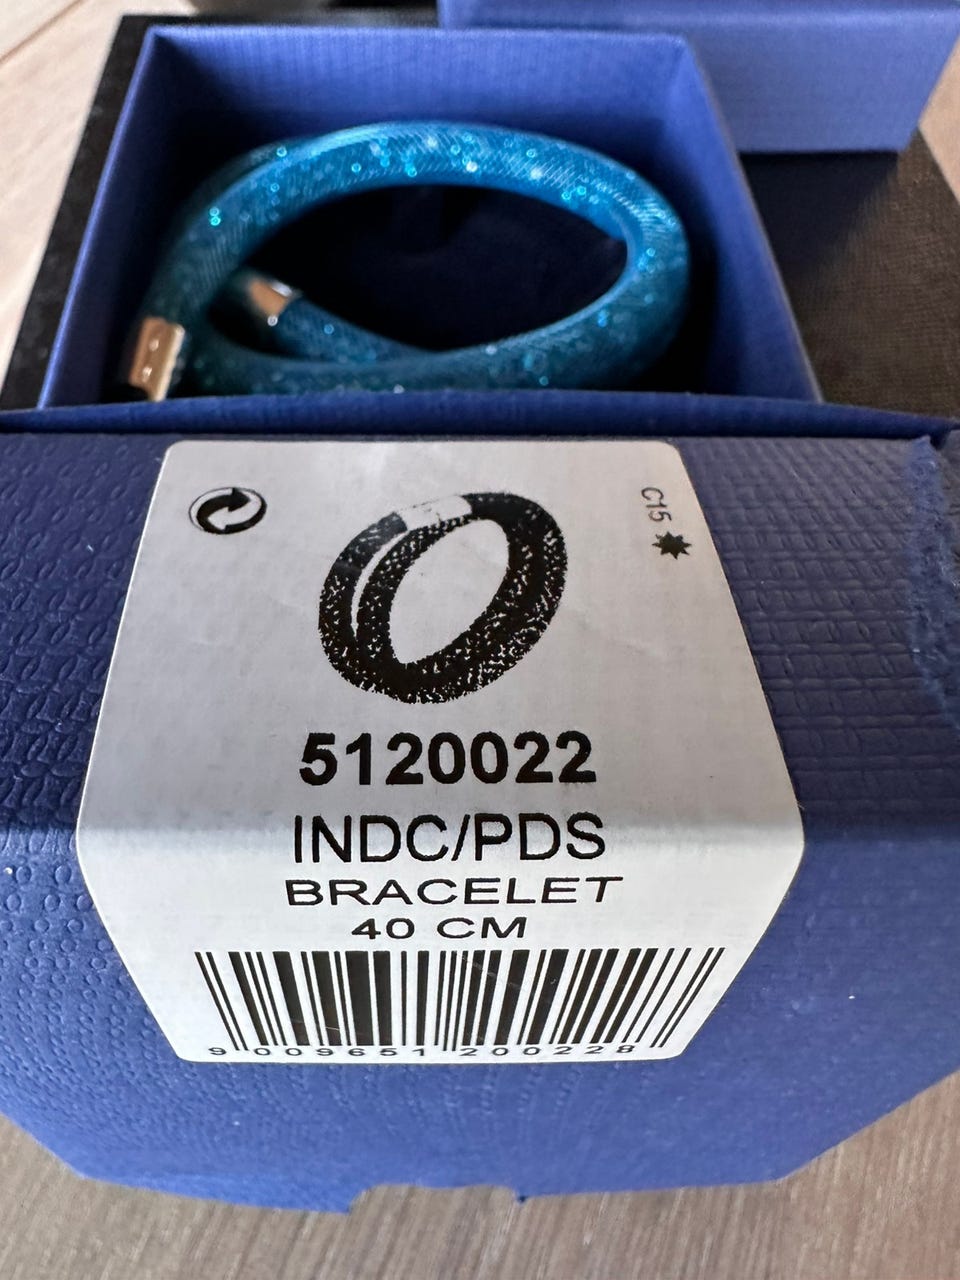 C15
5120022
INDC/PDS
BRACELET
40 CM
9 009651 200228